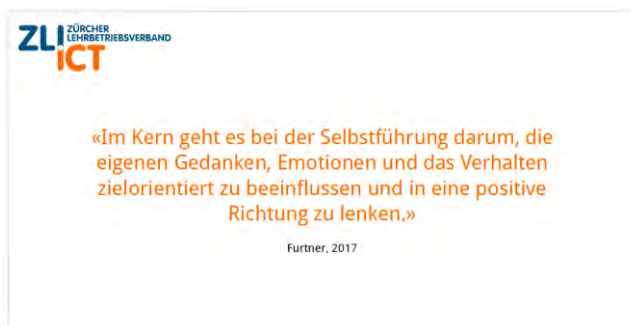 ZLI ZÜRCHER
LEHRBETRIEBSVERBAND
ICT
«Im Kern geht es bei der Selbstführung darum, die
eigenen Gedanken, Emotionen und das Verhalten
zielorientiert zu beeinflussen und in eine positive
Richtung zu lenken.»
Furtner, 2017